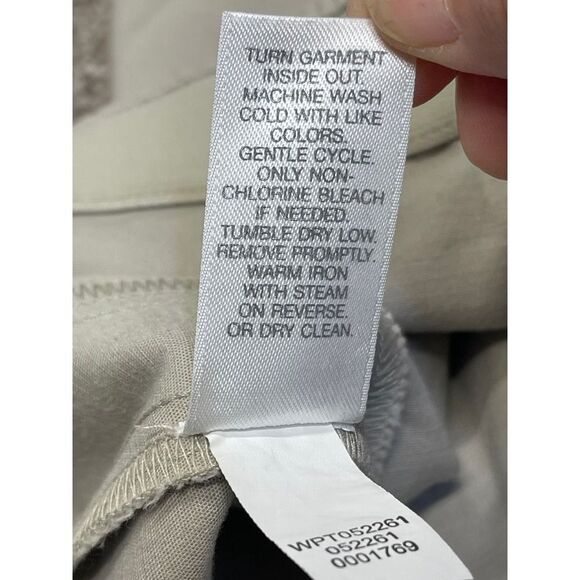 TURN GARMENT
INSIDE OUT.
MACHINE WASH
COLD WITH LIKE
COLORS.
GENTLE CYCLE.
ONLY NON-
CHLORINE BLEACH
IF NEEDED.
TUMBLE DRY LOW.
REMOVE PROMPTLY.
WARM IRON
WITH STEAM
ON REVERSE.
OR DRY CLEAN.
WPT052261
052261
0001769